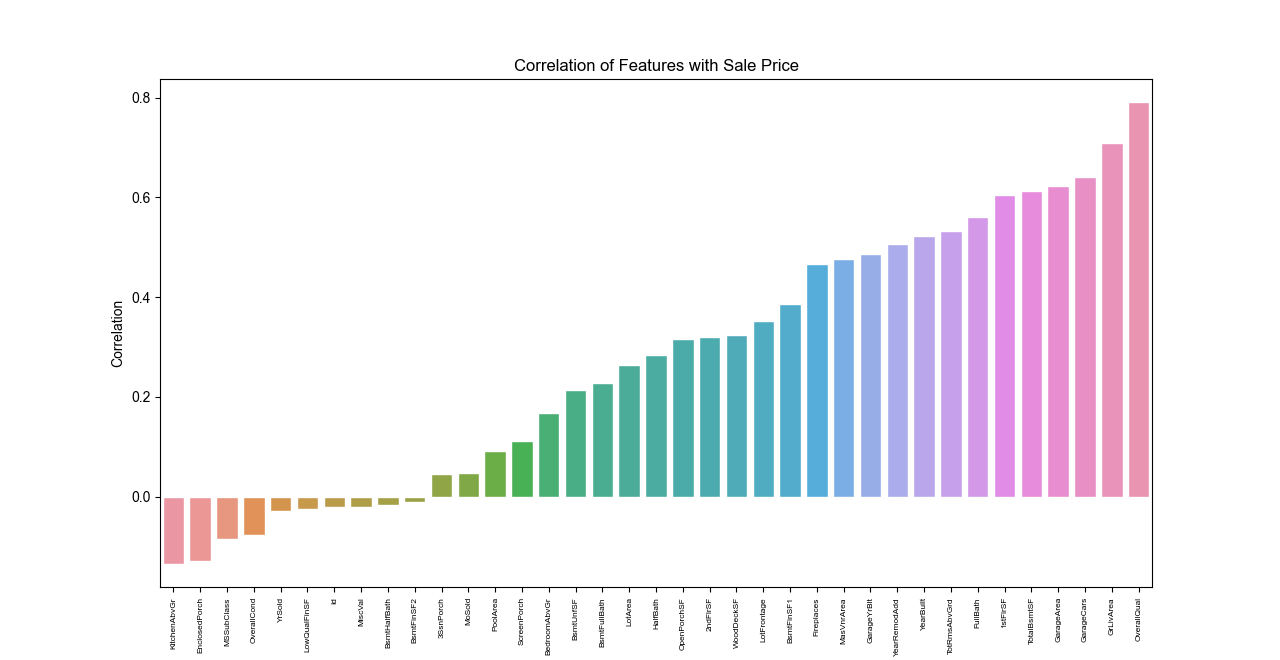 Correlation of Features with Sale Price
Correlation
0.8
0.6
0.4
0.2
0.0
KitchenAbvGr
EnclosedPorch
MSSubClass
OverallCond
YrSold
LowQualFinSF
Id
MiscVal
BsmtHalfBath
BsmtFinSF2
3SsnPorch
MoSold
PoolArea
ScreenPorch
BedroomAbvGr
BsmtUnfSF
BsmtFullBath
LotArea
HalfBath
OpenPorchSF
2ndFlrSF
WoodDeckSF
LotFrontage
BsmtFinSF1
Fireplaces
MasVnrArea
GarageYrBlt
YearRemodAdd
YearBuilt
TotRmsAbvGrd
FullBath
1stFlrSF
TotalBsmtSF
GarageArea
GarageCars
GrLivArea
OverallQual